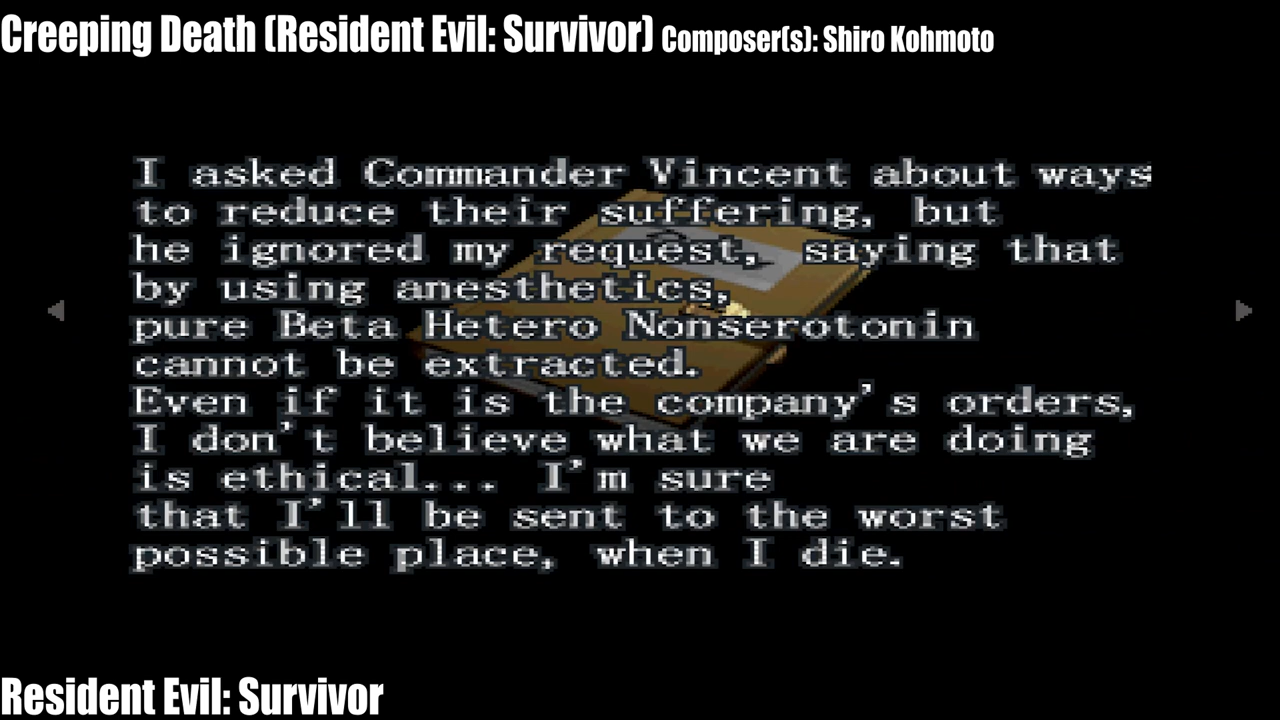 Creeping Death (Resident Evil: Survivor) Composer(s): Shiro Kohmoto
I asked Commander Vincent about ways
to reduce their suffering, but
he ignored my request, saying that
by using anesthetics,
pure Beta Hetero Nonserotonin
cannot be extracted.
Even if it is the company's orders,
I don't believe what we are doing
is ethical... I'm sure
that I'll be sent to the worst
possible place, when I die.
Resident Evil: Survivor